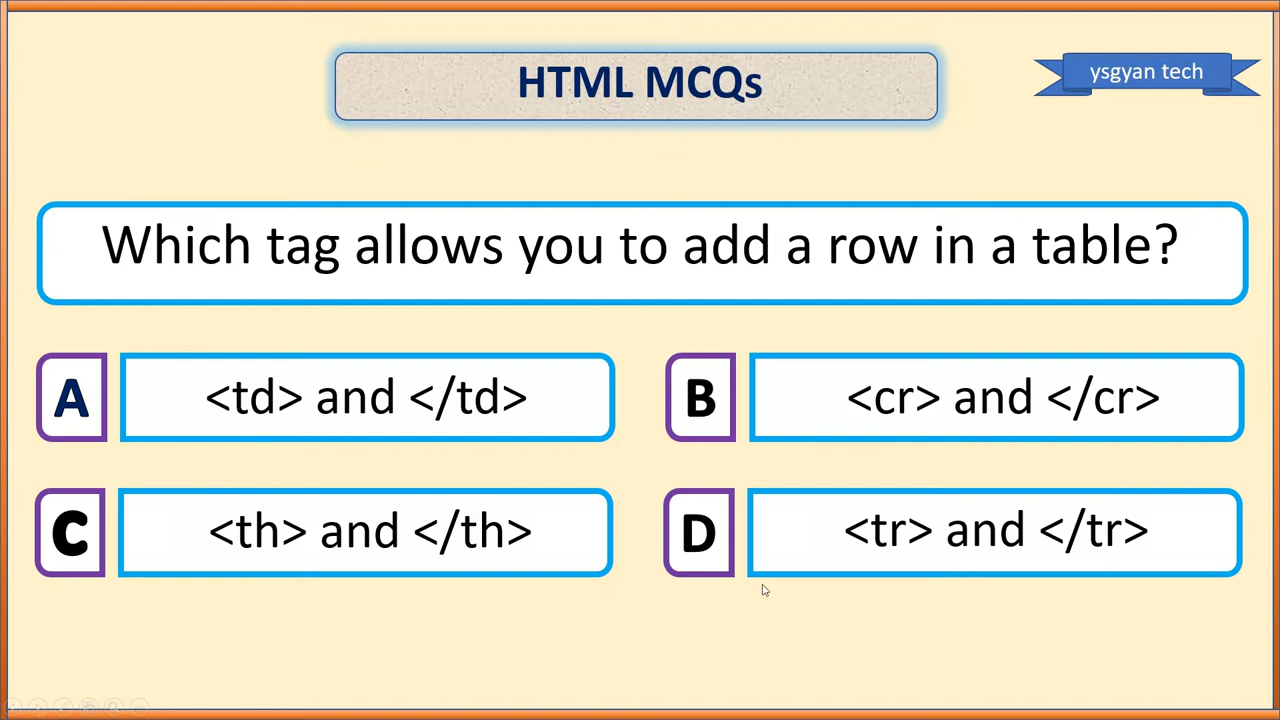 HTML MCQs
ysgyan tech
Which tag allows you to add a row in a table?
A
<td> and </td>
B
<cr> and </cr>
C
<th> and </th>
D
<tr> and </tr>